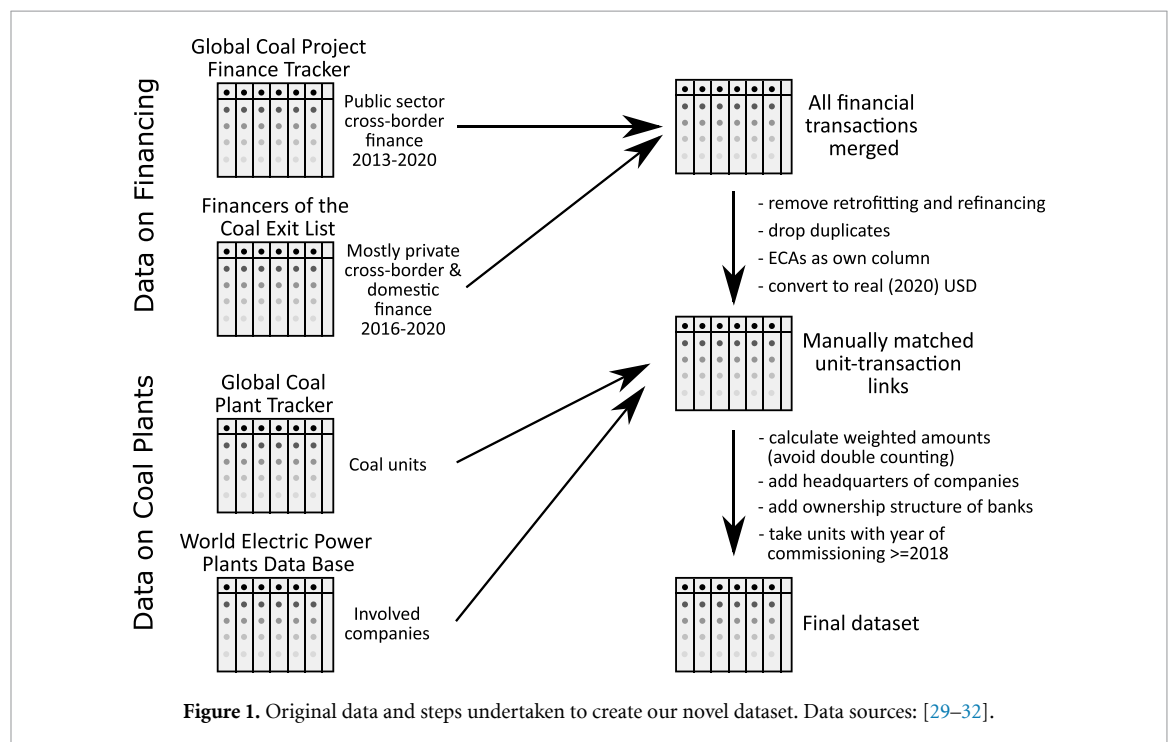 Data on Financing
Global Coal Project
Finance Tracker
Public sector
cross-border
finance
2013-2020
Financers of the
Coal Exit List
Mostly private
cross-border &
domestic
finance
2016-2020
Data on Coal Plants
Global Coal
Plant Tracker
Coal units
World Electric Power
Plants Data Base
Involved
companies
All financial
transactions
merged
- remove retrofitting and refinancing
- drop duplicates
- ECAs as own column
- convert to real (2020) USD
Manually matched
unit-transaction
links
- calculate weighted amounts
(avoid double counting)
- add headquarters of companies
- add ownership structure of banks
- take units with year of
commissioning >=2018
Final dataset
Figure 1. Original data and steps undertaken to create our novel dataset. Data sources: [29–32].